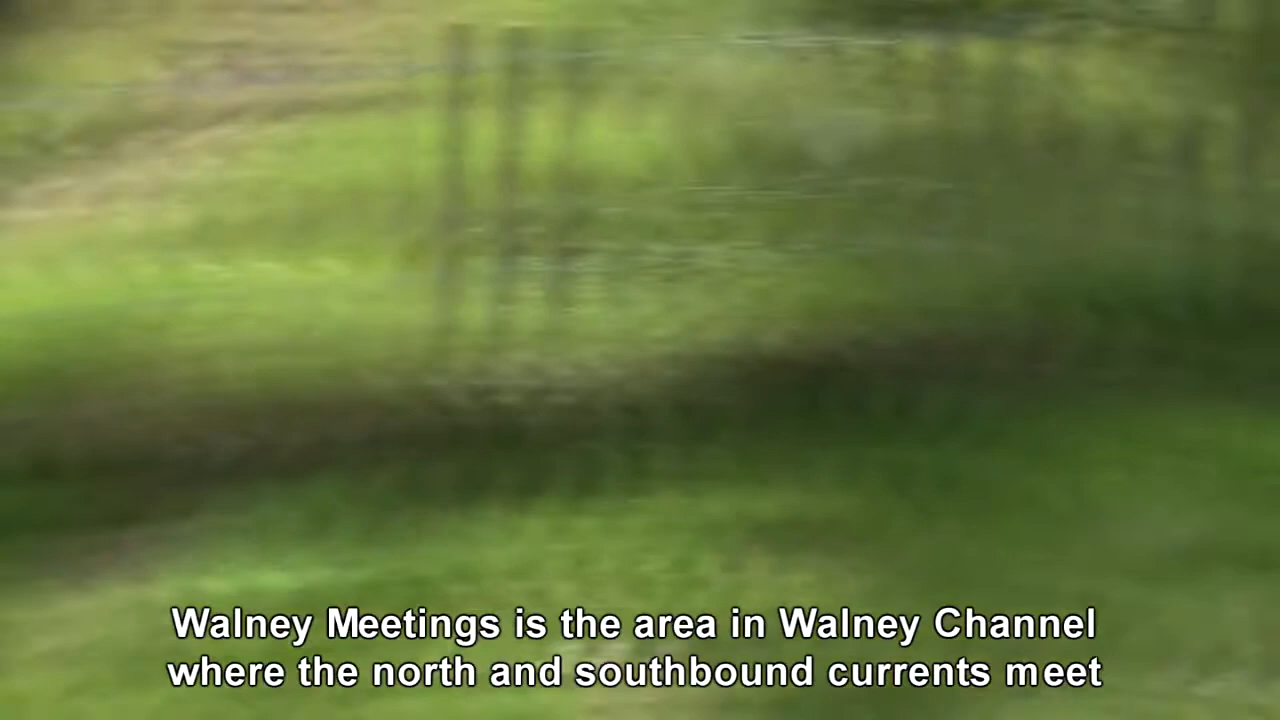 Walney Meetings is the area in Walney Channel
where the north and southbound currents meet